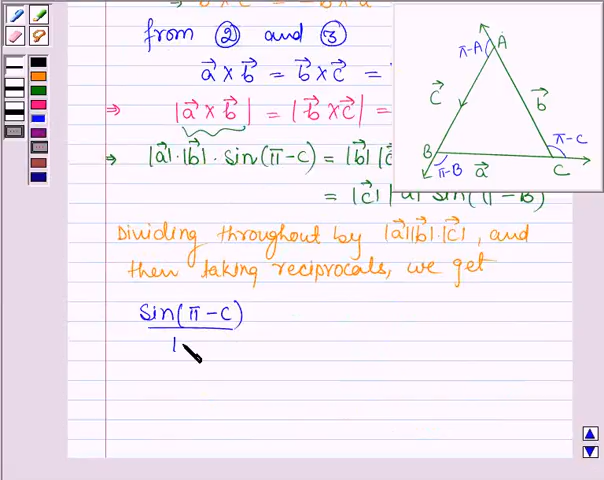 ⇒ b⃗ × c⃗ = -b⃗ × a⃗
from ② and ③
a⃗ × b⃗ = b⃗ × c⃗ =
⇒ |a⃗ × b⃗| = |b⃗ × c⃗| =
⇒ |a⃗|·|b⃗|·sin(π-C) = |b⃗| |c⃗
= |c⃗| |a⃗| sin(π-B)
Dividing throughout by |a⃗||b⃗|·|c⃗|, and
then taking reciprocals, we get
sin(π-C)
|
π-A
A
c⃗
b⃗
π-C
B
π-B
a⃗
C